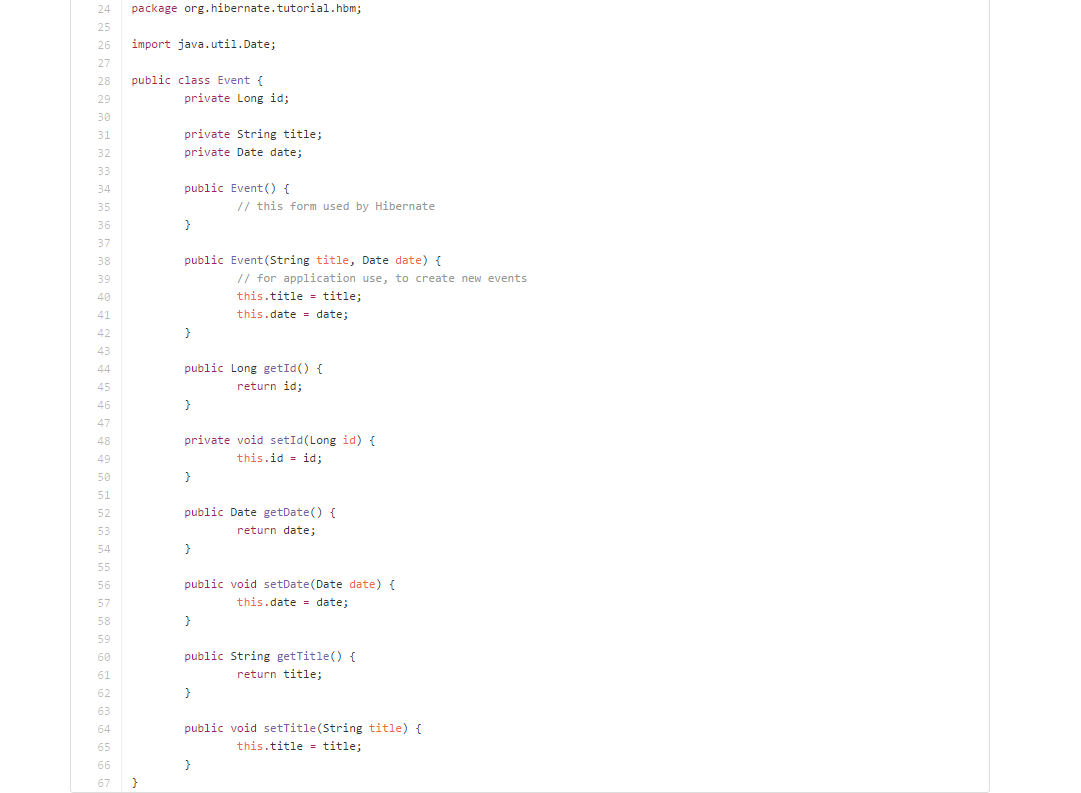 24 package org.hibernate.tutorial.hbm;
25
26 import java.util.Date;
27
28 public class Event {
29         private Long id;
30
31         private String title;
32         private Date date;
33
34         public Event() {
35                 // this form used by Hibernate
36         }
37
38         public Event(String title, Date date) {
39                 // for application use, to create new events
40                 this.title = title;
41                 this.date = date;
42         }
43
44         public Long getId() {
45                 return id;
46         }
47
48         private void setId(Long id) {
49                 this.id = id;
50         }
51
52         public Date getDate() {
53                 return date;
54         }
55
56         public void setDate(Date date) {
57                 this.date = date;
58         }
59
60         public String getTitle() {
61                 return title;
62         }
63
64         public void setTitle(String title) {
65                 this.title = title;
66         }
67 }